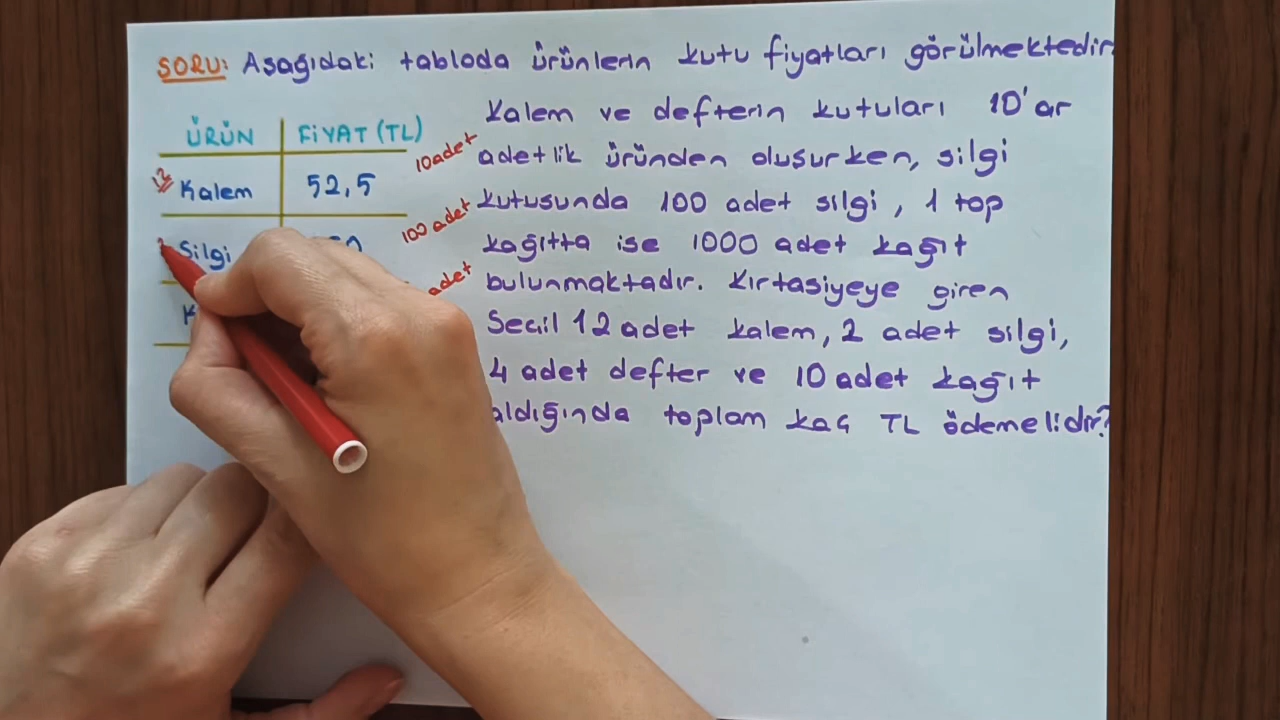 SORU: Aşağıdaki tabloda ürünlerin kutu fiyatları görülmektedir.
ÜRÜN FİYAT (TL)
12 Kalem 52,5 10 adet
Silgi 100 adet
adet
Kalem ve defterin kutuları 10'ar
adetlik üründen oluşurken, silgi
kutusunda 100 adet silgi, 1 top
kağıtta ise 1000 adet kağıt
bulunmaktadır. Kırtasiyeye giren
Seçil 12 adet kalem, 2 adet silgi,
4 adet defter ve 10 adet kağıt
aldığında toplam kaç TL ödemelidir?